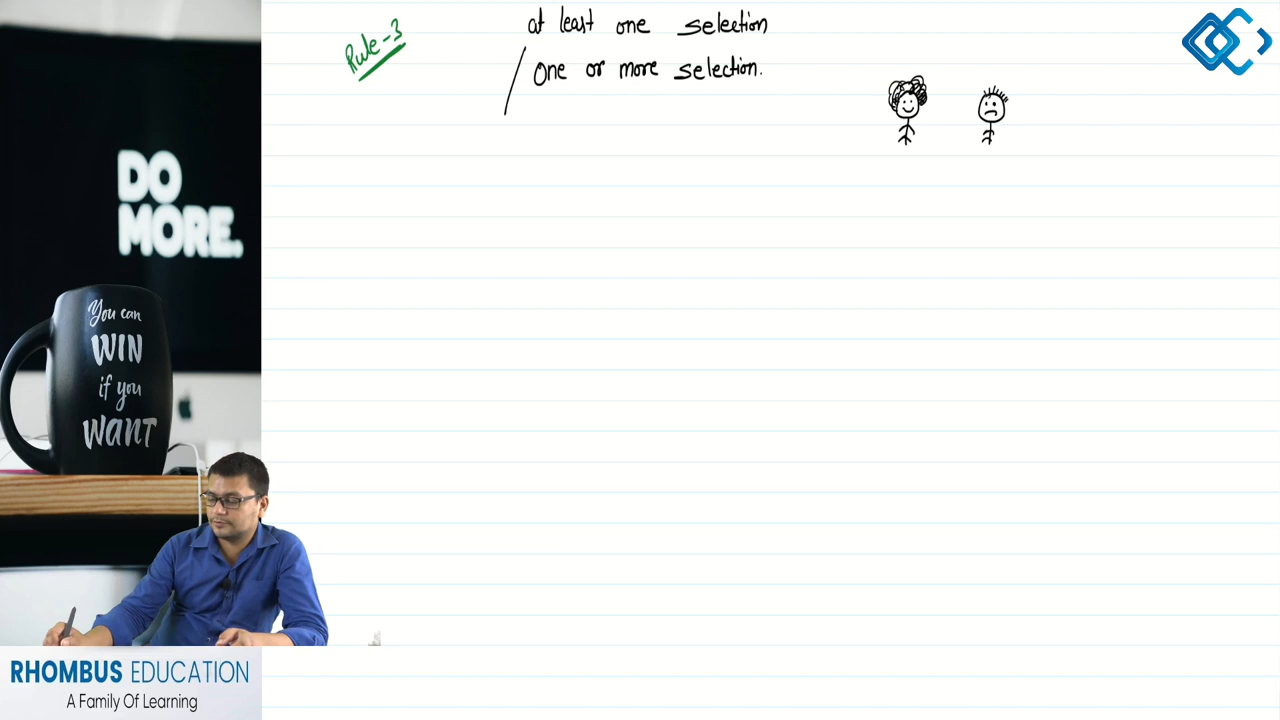 Rule-3
at least one selection
/ One or more selection.
DO
MORE.
You can
WIN
if you
WANT
RHOMBUS EDUCATION
A Family Of Learning